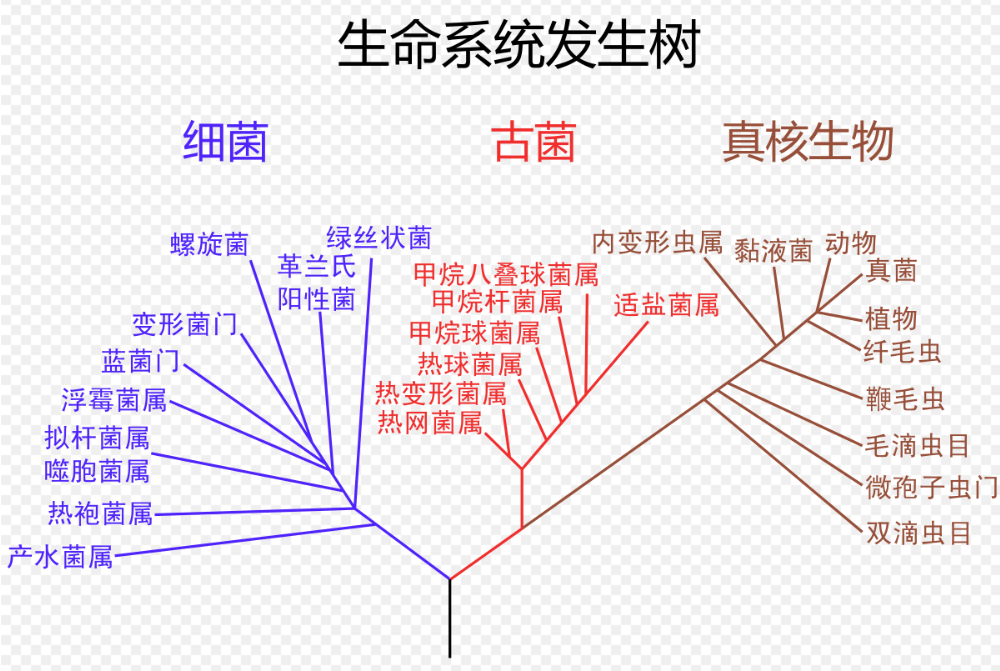 生命系统发生树
细菌
古菌
真核生物
螺旋菌
革兰氏
阳性菌
绿丝状菌
变形菌门
蓝菌门
浮霉菌属
拟杆菌属
噬胞菌属
热袍菌属
产水菌属
甲烷八叠球菌属
甲烷杆菌属
适盐菌属
甲烷球菌属
热球菌属
热变形菌属
热网菌属
内变形虫属
黏液菌
动物
真菌
植物
纤毛虫
鞭毛虫
毛滴虫目
微孢子虫门
双滴虫目